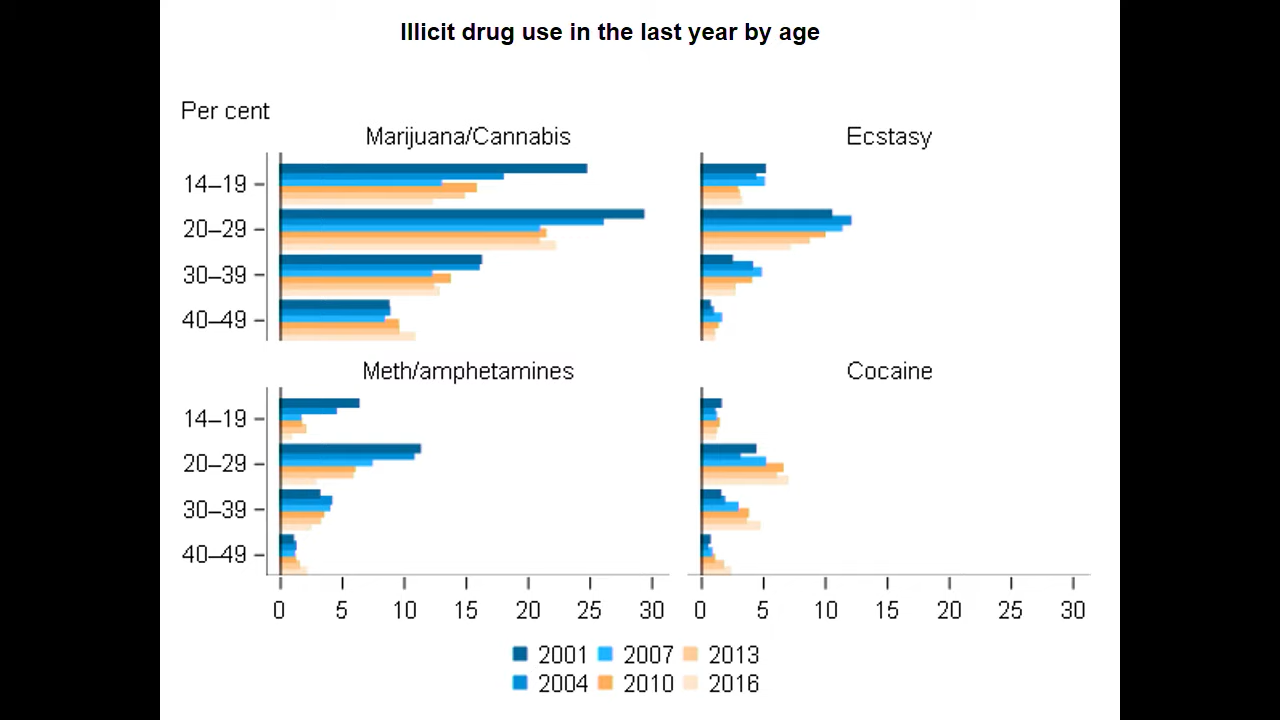 Illicit drug use in the last year by age
Per cent
Marijuana/Cannabis
14–19
20–29
30–39
40–49
Ecstasy
Meth/amphetamines
14–19
20–29
30–39
40–49
0 5 10 15 20 25 30
Cocaine
0 5 10 15 20 25 30
2001 2007 2013
2004 2010 2016